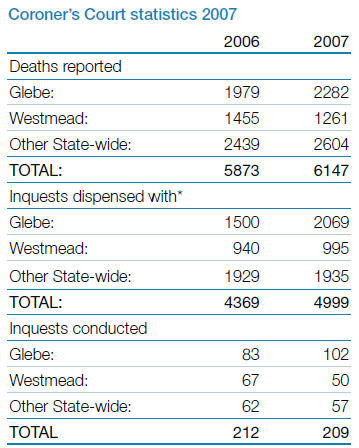 Coroner's Court statistics 2007
2006 2007
Deaths reported
Glebe: 1979 2282
Westmead: 1455 1261
Other State-wide: 2439 2604
TOTAL: 5873 6147
Inquests dispensed with*
Glebe: 1500 2069
Westmead: 940 995
Other State-wide: 1929 1935
TOTAL: 4369 4999
Inquests conducted
Glebe: 83 102
Westmead: 67 50
Other State-wide: 62 57
TOTAL 212 209